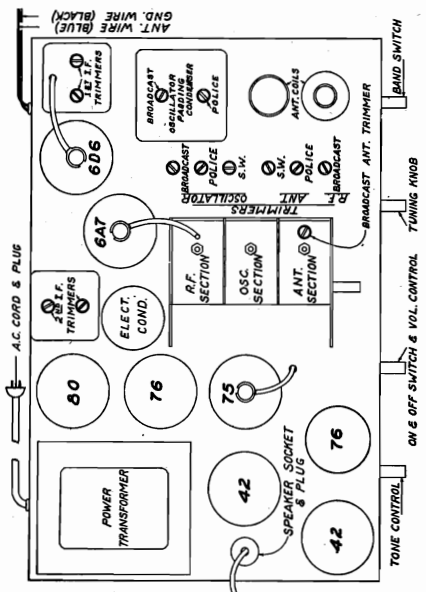 GND. WIRE (BLACK)
ANT. WIRE (BLUE)
A.C. CORD & PLUG
1ST I.F.
TRIMMERS
6D6
BROADCAST
OSCILLATOR
PADDING
CONDENSER
POLICE
ANT. COILS
BAND SWITCH
BROADCAST
POLICE
S.W.
S.W.
POLICE
BROADCAST
OSCILLATOR
ANT
R.F.
TRIMMERS
BROADCAST ANT. TRIMMER
TUNING KNOB
6A7
R.F.
SECTION
OSC.
SECTION
ANT.
SECTION
2ND I.F.
TRIMMERS
ELECT.
COND.
ON & OFF SWITCH & VOL. CONTROL
80
76
75
76
POWER
TRANSFORMER
42
SPEAKER SOCKET
& PLUG
42
TONE CONTROL